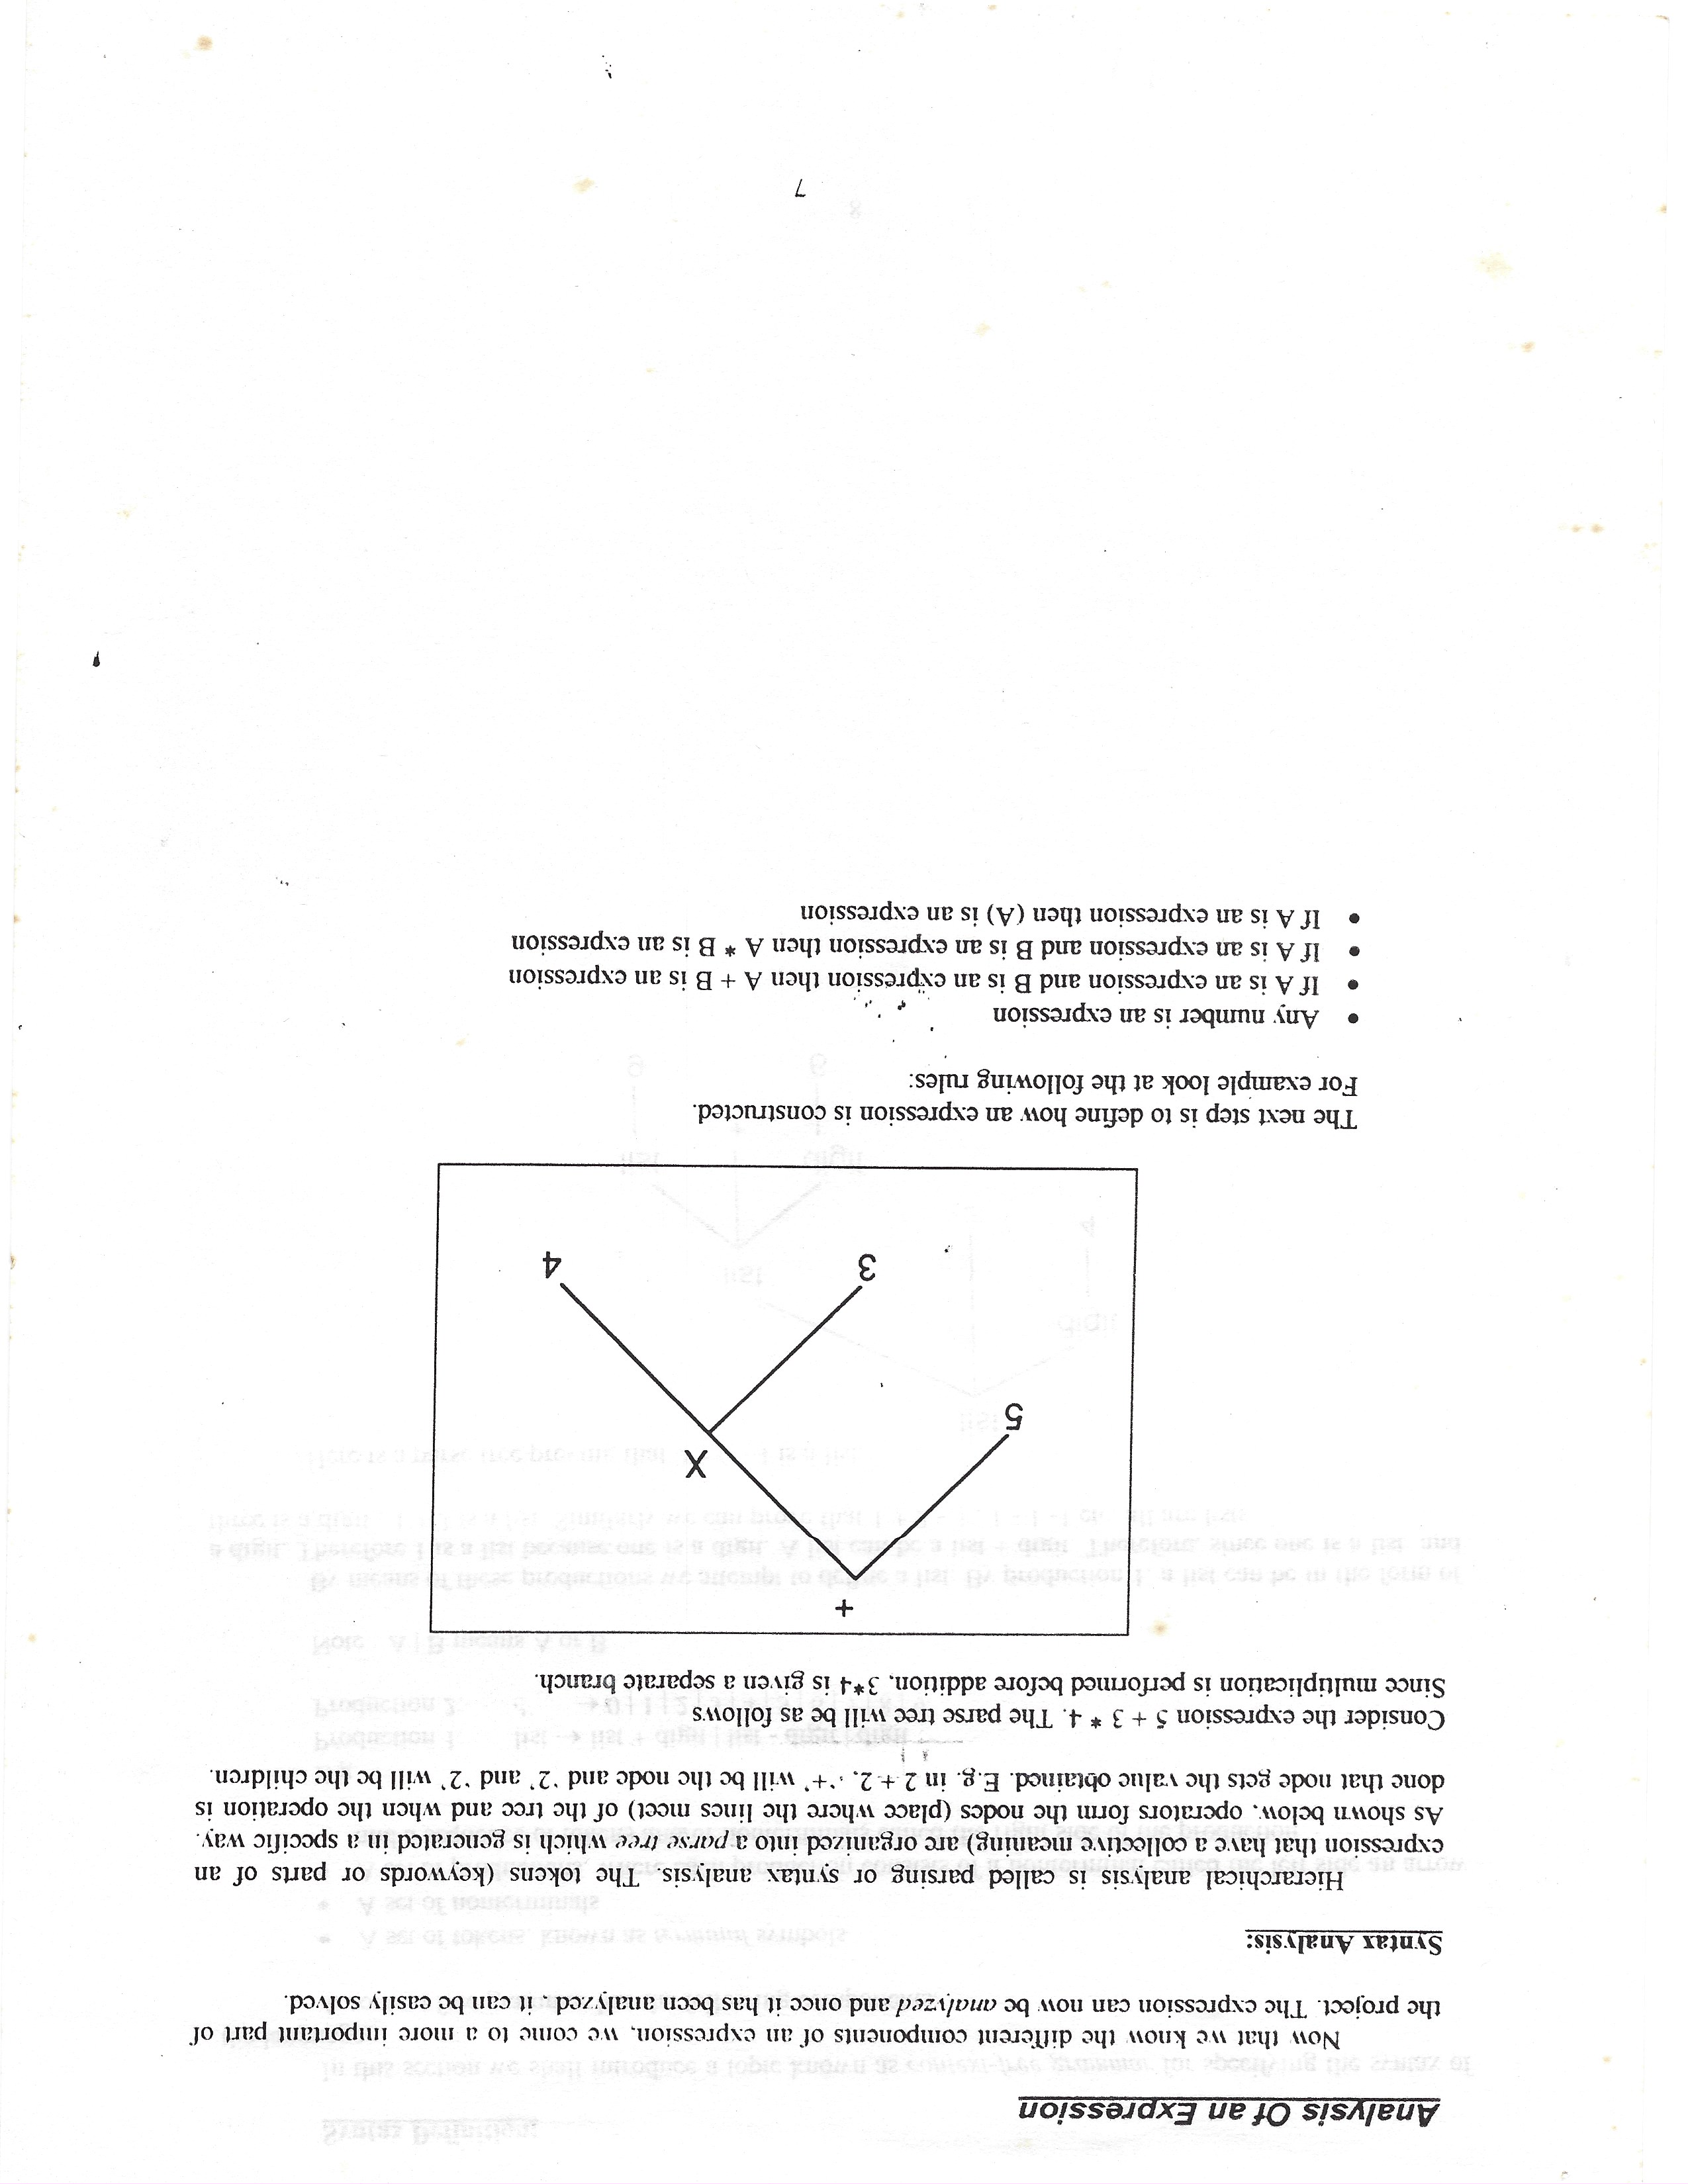 Analysis Of an Expression
Now that we know the different components of an expression, we come to a more important part of
the project. The expression can now be analyzed and once it has been analyzed , it can be easily solved.
Syntax Analysis:
Hierarchical analysis is called parsing or syntax analysis. The tokens (keywords or parts of an
expression that have a collective meaning) are organized into a parse tree which is generated in a specific way.
As shown below, operators form the nodes (place where the lines meet) of the tree and when the operation is
done that node gets the value obtained. E.g. in 2 + 2, '+' will be the node and '2' and '2' will be the children.
Consider the expression 5 + 3 * 4. The parse tree will be as follows
Since multiplication is performed before addition, 3*4 is given a separate branch.
+
X
5
3 4
The next step is to define how an expression is constructed.
For example look at the following rules:
• Any number is an expression
• If A is an expression and B is an expression then A + B is an expression
• If A is an expression and B is an expression then A * B is an expression
• If A is an expression then (A) is an expression
7